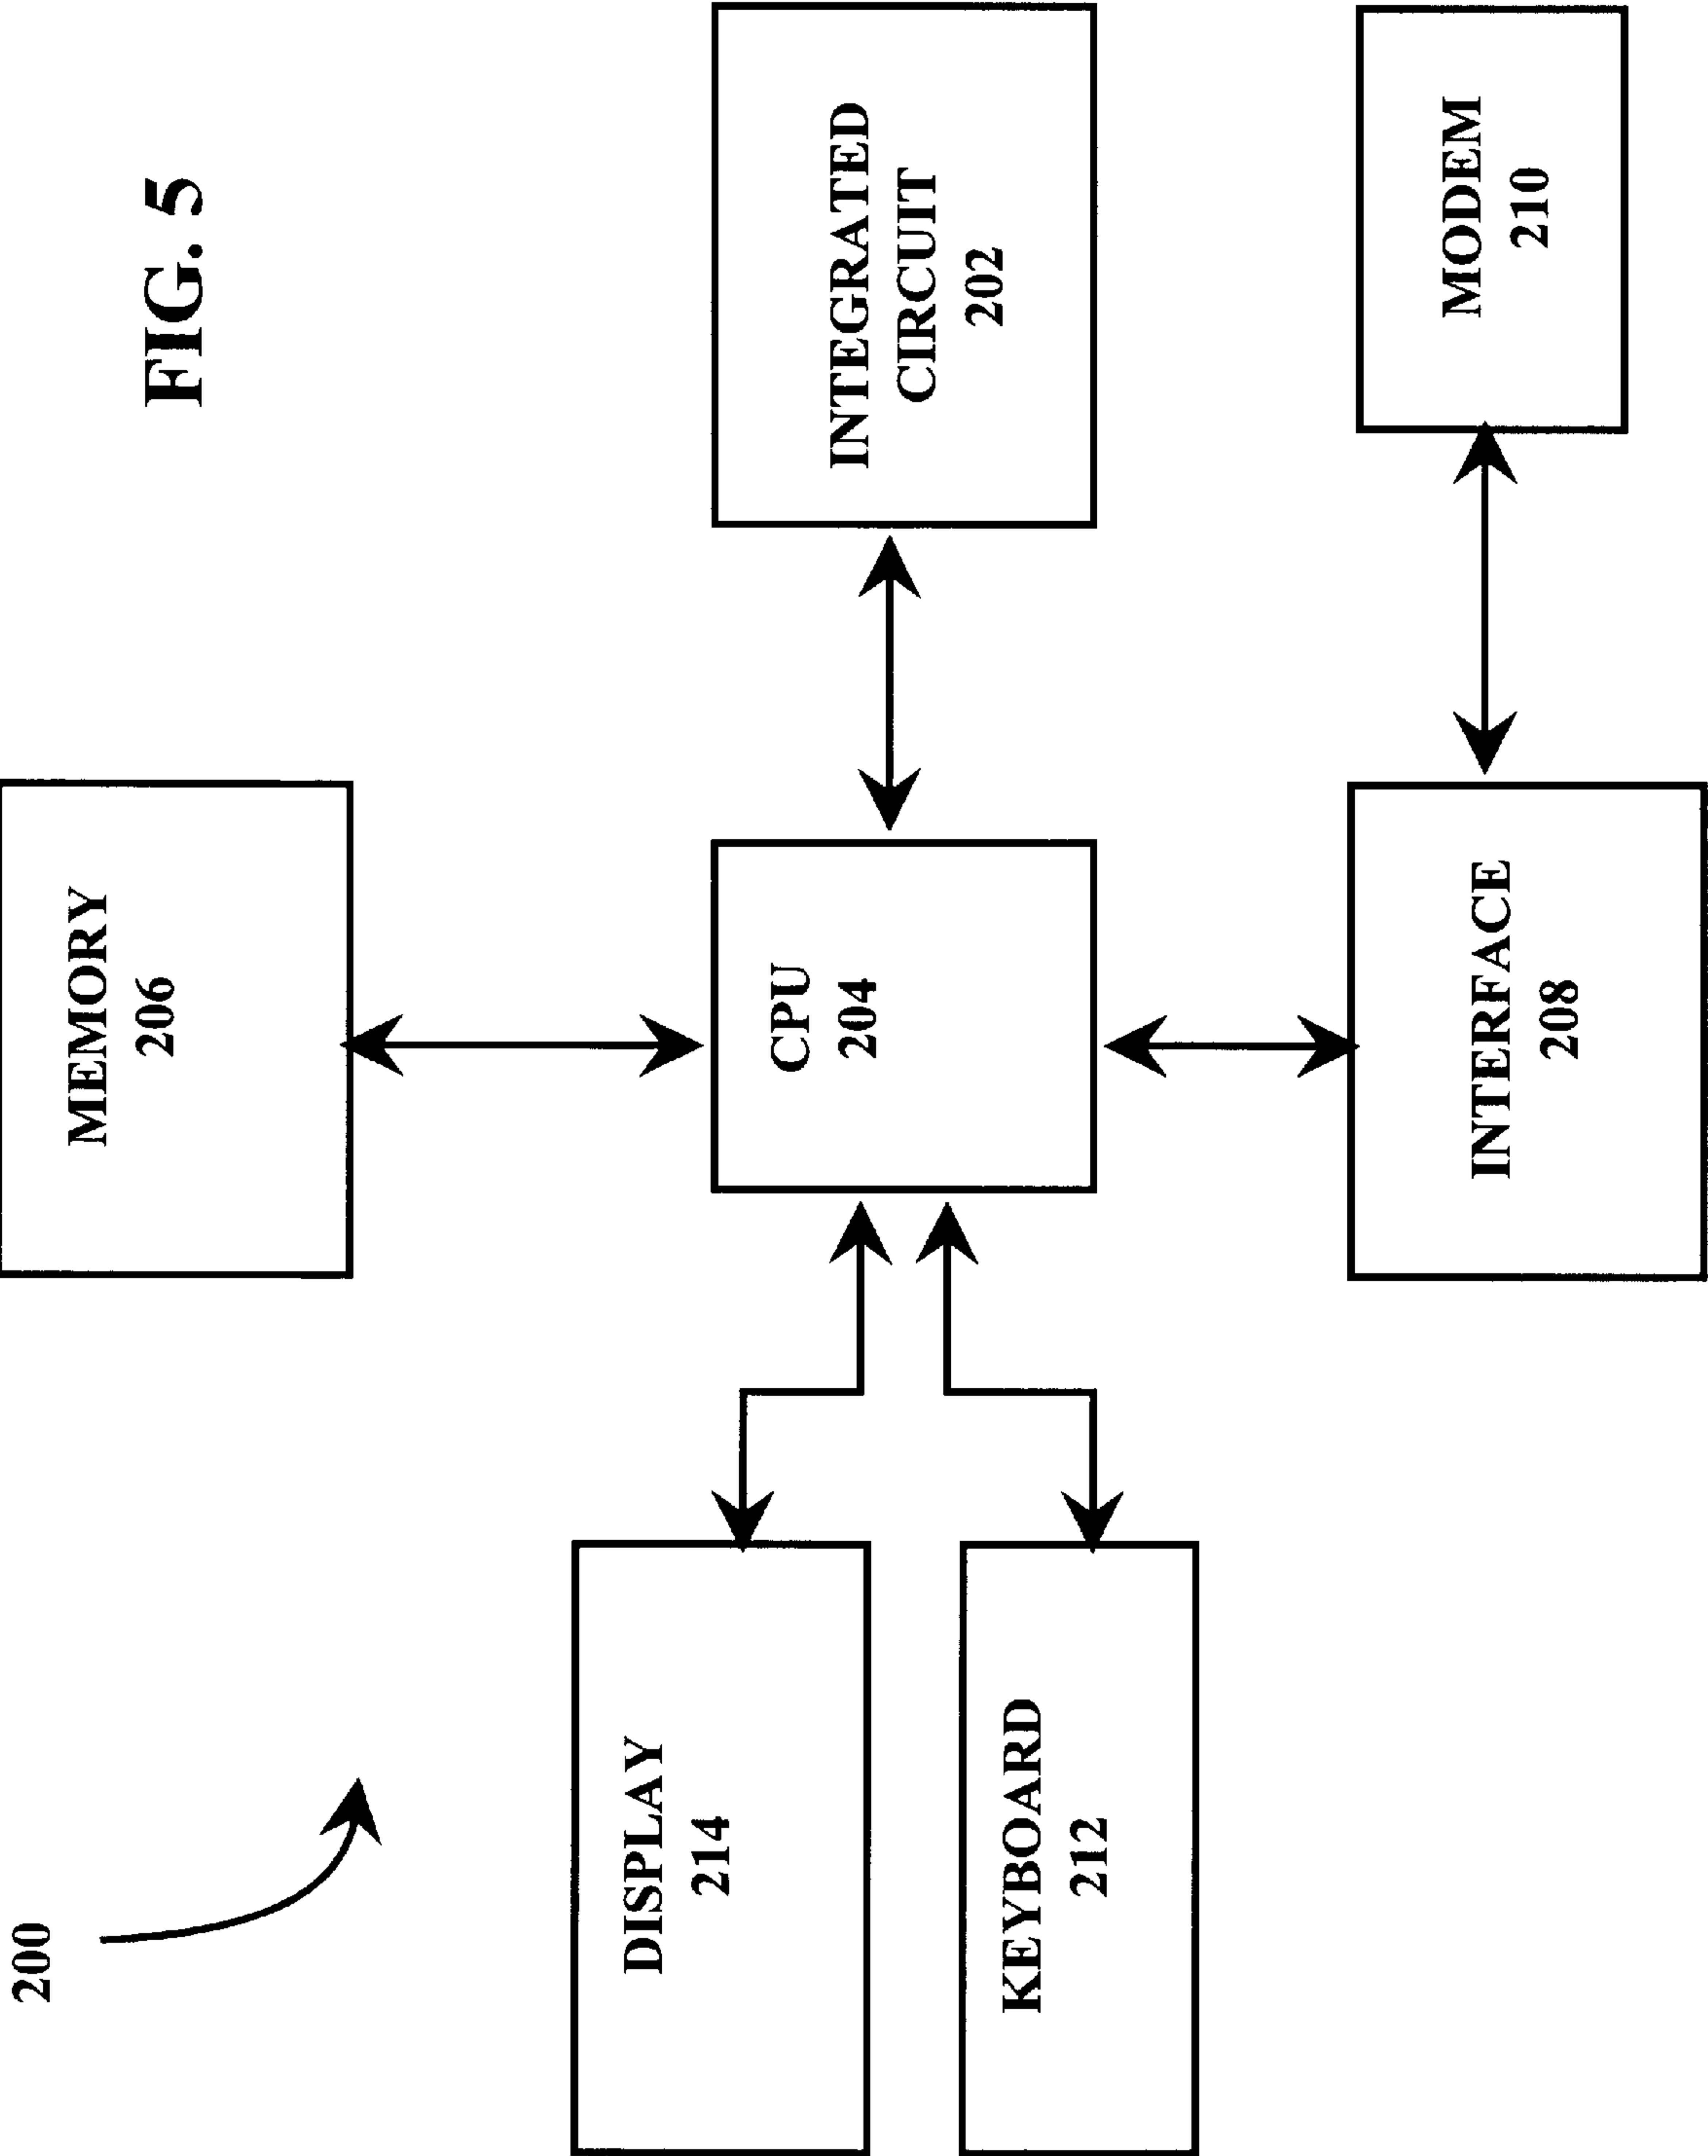 FIG. 5
200
MEMORY
206
DISPLAY
214
CPU
204
INTEGRATED
CIRCUIT
202
KEYBOARD
212
INTERFACE
208
MODEM
210